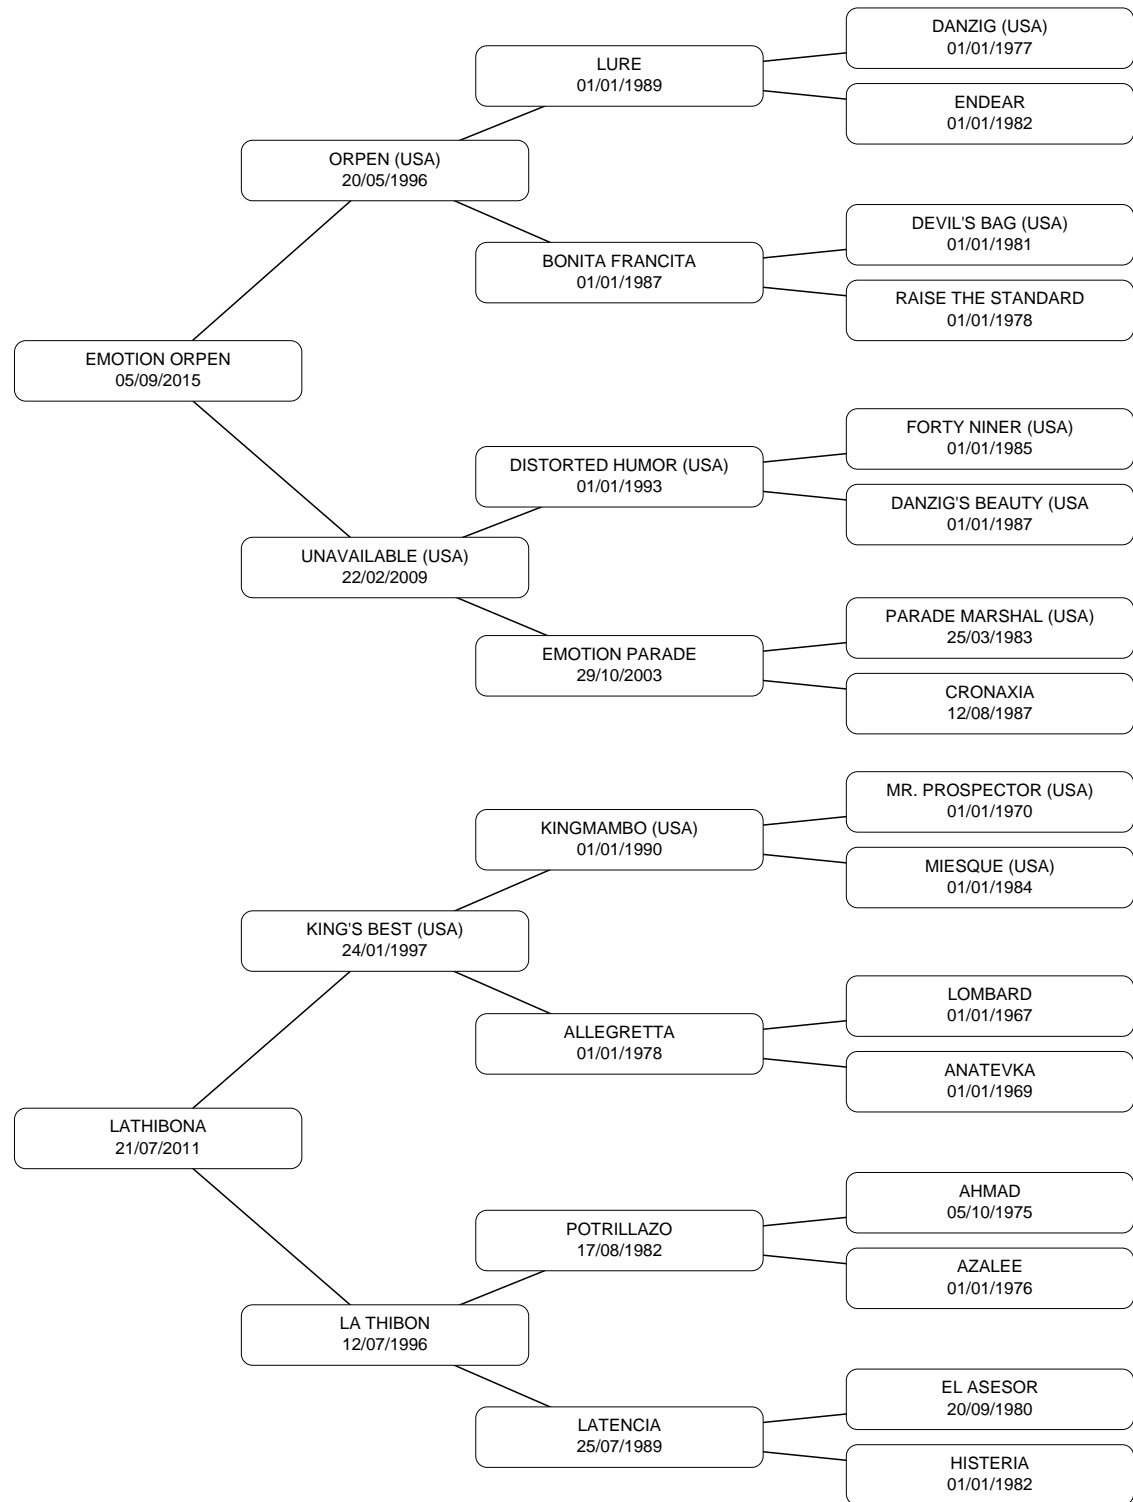 DANZIG (USA)
01/01/1977
LURE
01/01/1989
ENDEAR
01/01/1982
ORPEN (USA)
20/05/1996
DEVIL'S BAG (USA)
01/01/1981
BONITA FRANCITA
01/01/1987
RAISE THE STANDARD
01/01/1978
EMOTION ORPEN
05/09/2015
FORTY NINER (USA)
01/01/1985
DISTORTED HUMOR (USA)
01/01/1993
DANZIG'S BEAUTY (USA
01/01/1987
UNAVAILABLE (USA)
22/02/2009
PARADE MARSHAL (USA)
25/03/1983
EMOTION PARADE
29/10/2003
CRONAXIA
12/08/1987
MR. PROSPECTOR (USA)
01/01/1970
KINGMAMBO (USA)
01/01/1990
MIESQUE (USA)
01/01/1984
KING'S BEST (USA)
24/01/1997
LOMBARD
01/01/1967
ALLEGRETTA
01/01/1978
ANATEVKA
01/01/1969
LATHIBONA
21/07/2011
AHMAD
05/10/1975
POTRILLAZO
17/08/1982
AZALEE
01/01/1976
LA THIBON
12/07/1996
EL ASESOR
20/09/1980
LATENCIA
25/07/1989
HISTERIA
01/01/1982